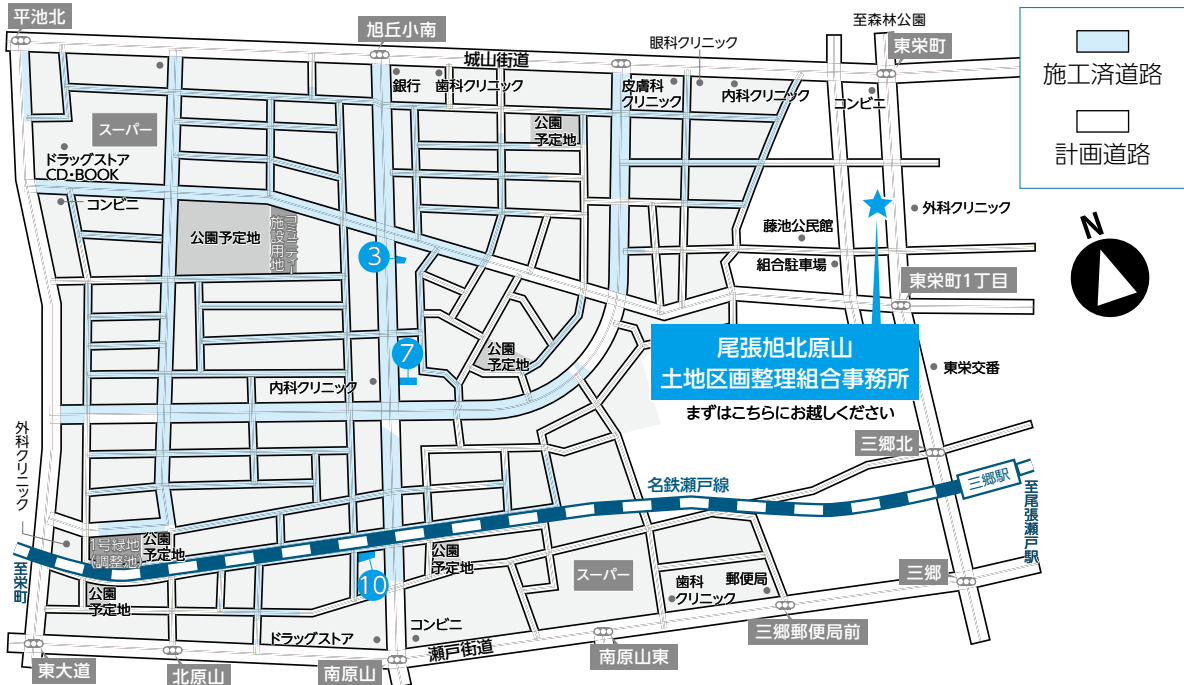 平池北
旭丘小南
城山街道
眼科クリニック
至森林公園
東栄町
施工済道路
計画道路
銀行
歯科クリニック
皮膚科
クリニック
内科クリニック
コンビニ
スーパー
公園
予定地
ドラッグストア
CD・BOOK
コンビニ
公園予定地
コミュニティー
施設用地
3
藤池公民館
外科クリニック
組合駐車場
東栄町1丁目
N
7
公園
予定地
内科クリニック
尾張旭北原山
土地区画整理組合事務所
まずはこちらにお越しください
東栄交番
外科クリニック
三郷北
名鉄瀬戸線
三郷駅
至尾張瀬戸駅
1号緑地
(調整池)
公園
予定地
至栄町
公園
予定地
10
公園
予定地
スーパー
歯科
クリニック
郵便局
三郷
三郷郵便局前
ドラッグストア
コンビニ
瀬戸街道
東大道
北原山
南原山
南原山東